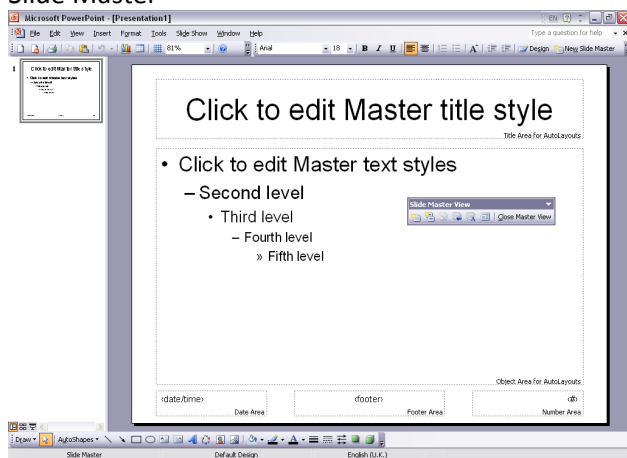 Slide Master
Microsoft PowerPoint - [Presentation1]
EN
File Edit View Insert Format Tools Slide Show Window Help
Type a question for help
81%
Arial
18
B I U
Design
New Slide Master
1
Click to edit Master title style
Title Area for AutoLayouts
• Click to edit Master text styles
– Second level
• Third level
– Fourth level
» Fifth level
Slide Master View
Close Master View
Object Area for AutoLayouts
<date/time>
<footer>
<#>
Date Area
Footer Area
Number Area
Draw
AutoShapes
Slide Master
Default Design
English (U.K.)